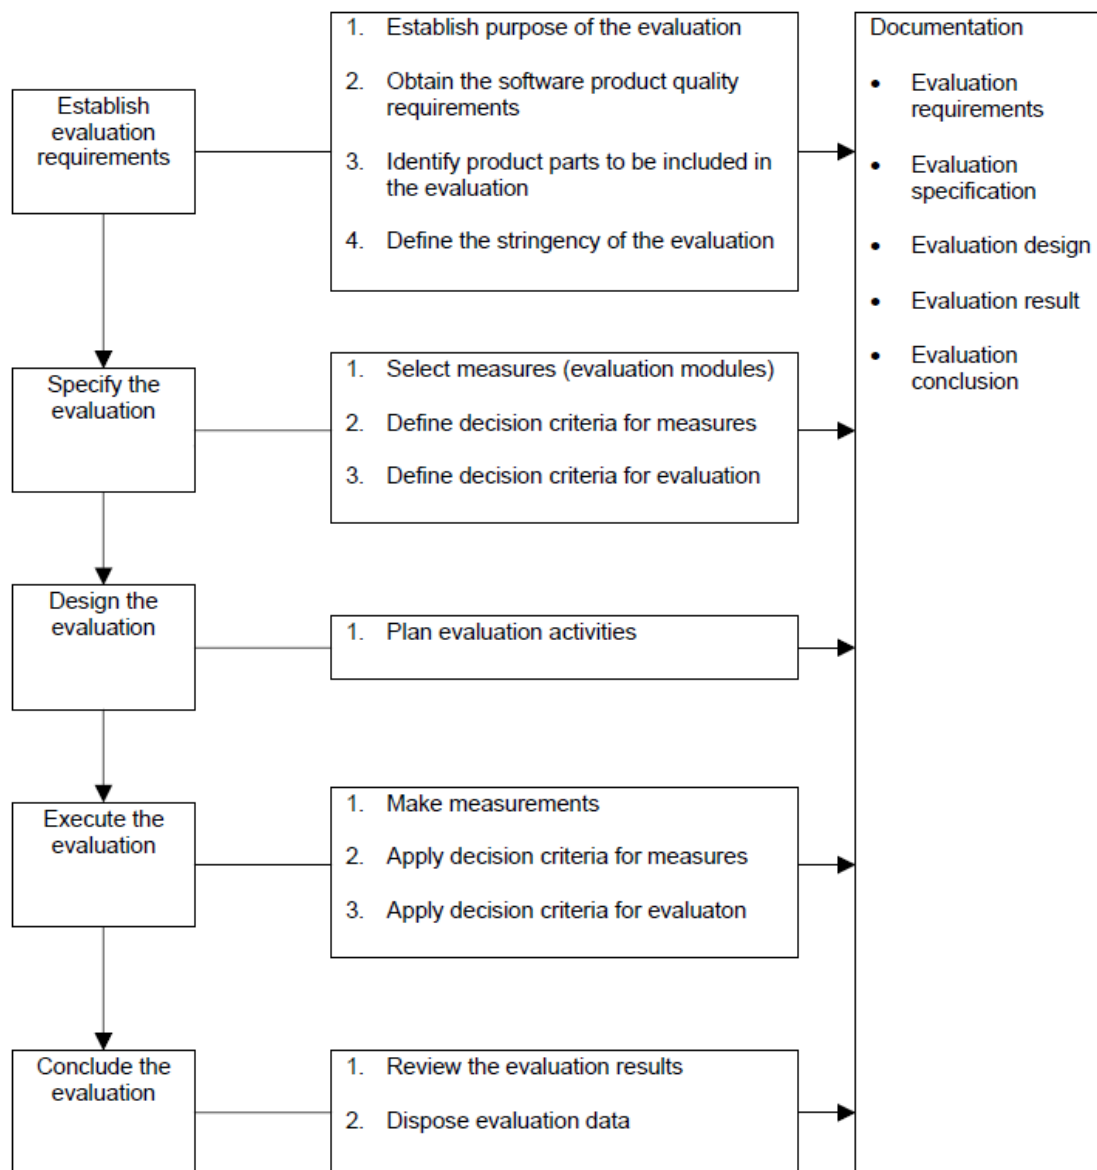 Establish
evaluation
requirements
1. Establish purpose of the evaluation
2. Obtain the software product quality
requirements
3. Identify product parts to be included in
the evaluation
4. Define the stringency of the evaluation
Documentation
• Evaluation
requirements
• Evaluation
specification
• Evaluation design
• Evaluation result
• Evaluation
conclusion
Specify the
evaluation
1. Select measures (evaluation modules)
2. Define decision criteria for measures
3. Define decision criteria for evaluation
Design the
evaluation
1. Plan evaluation activities
Execute the
evaluation
1. Make measurements
2. Apply decision criteria for measures
3. Apply decision criteria for evaluaton
Conclude the
evaluation
1. Review the evaluation results
2. Dispose evaluation data